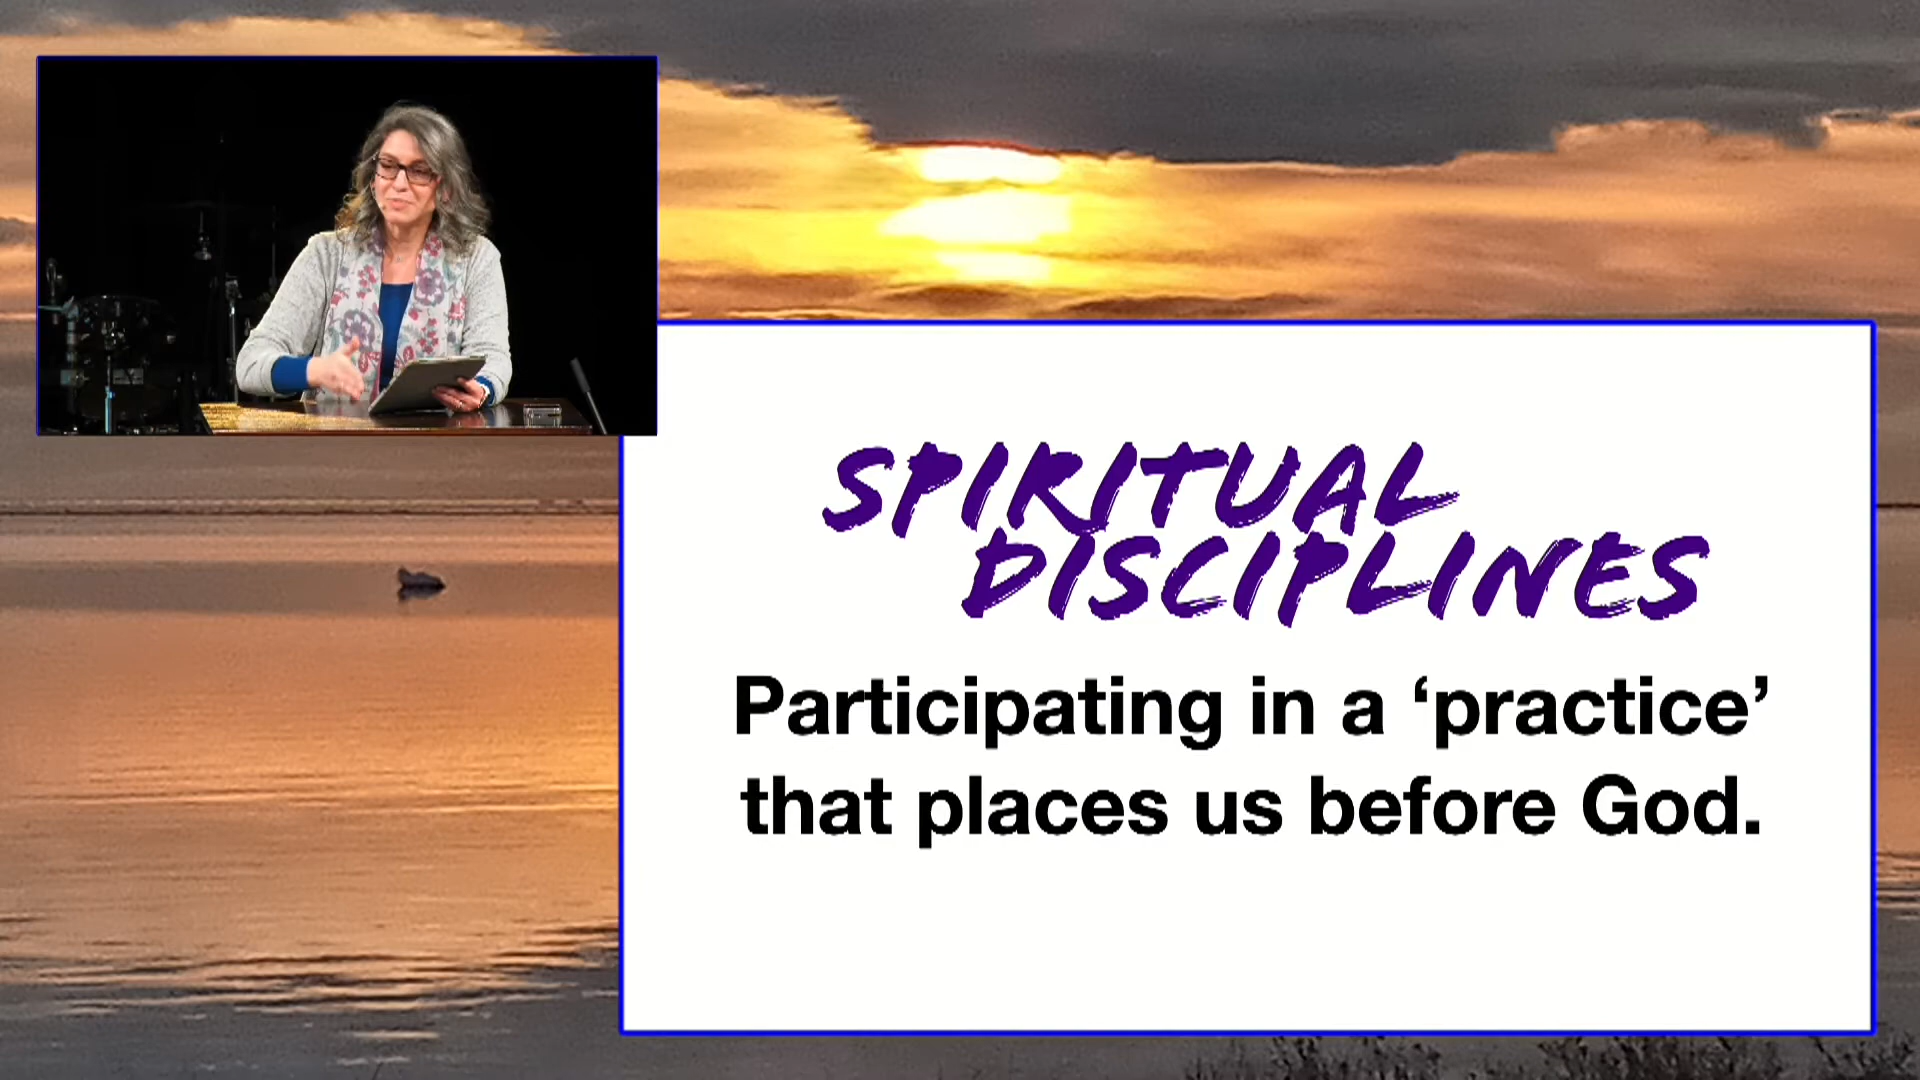 SPIRITUAL
DISCIPLINES
Participating in a ‘practice’
that places us before God.